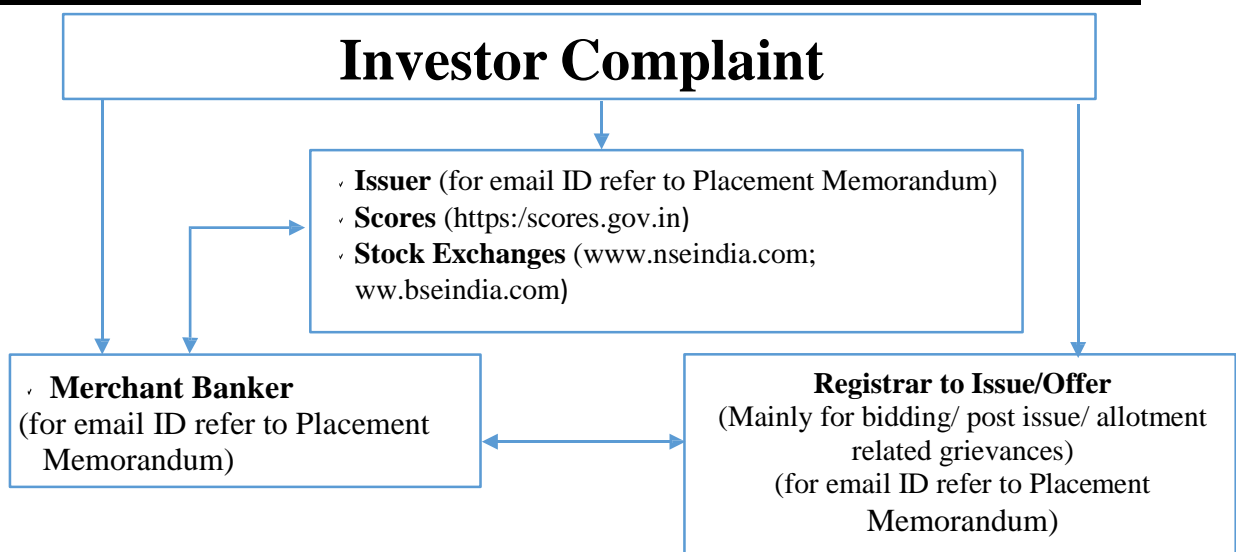 Investor Complaint
✓ Issuer (for email ID refer to Placement Memorandum)
✓ Scores (https:/scores.gov.in)
✓ Stock Exchanges (www.nseindia.com;
ww.bseindia.com)
✓ Merchant Banker
(for email ID refer to Placement
Memorandum)
Registrar to Issue/Offer
(Mainly for bidding/ post issue/ allotment
related grievances)
(for email ID refer to Placement
Memorandum)